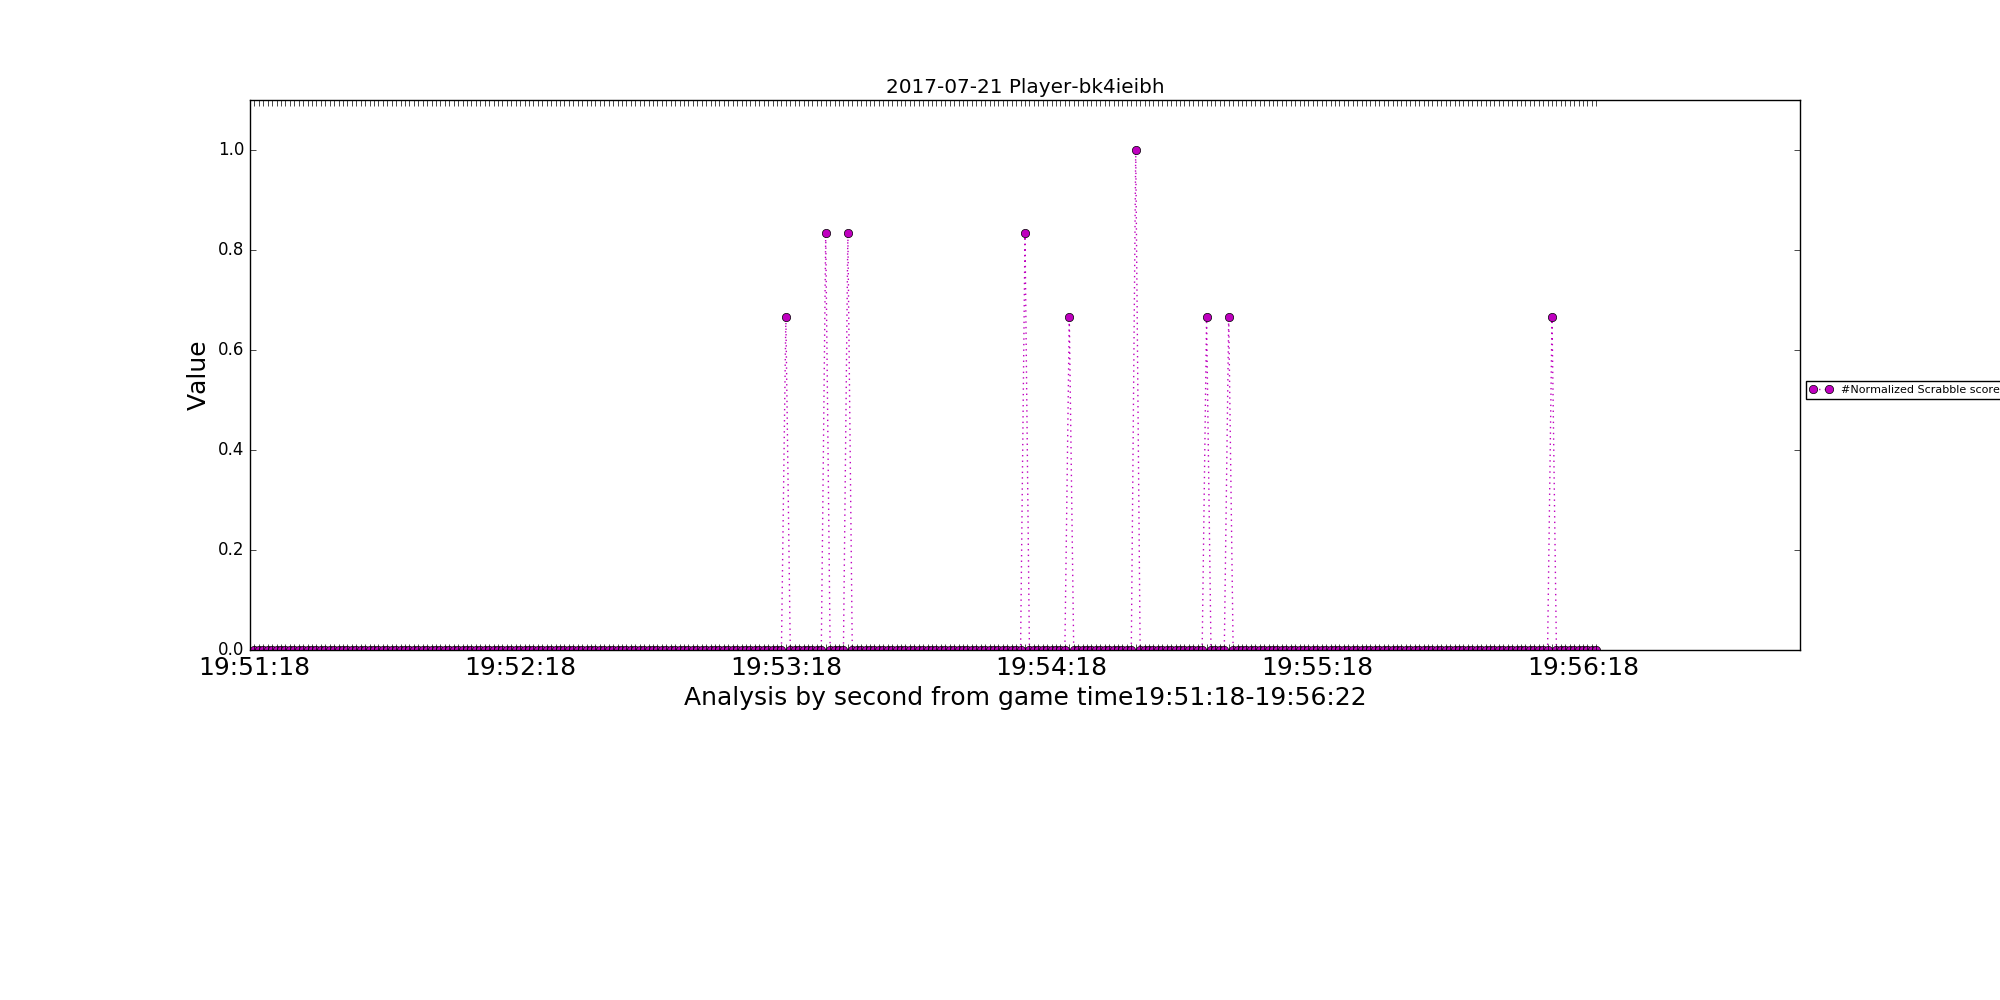 2017-07-21 Player-bk4ieibh
1.0
0.8
0.6
0.4
0.2
0.0
Value
#Normalized Scrabble score
19:51:18 19:52:18 19:53:18 19:54:18 19:55:18 19:56:18
Analysis by second from game time19:51:18-19:56:22